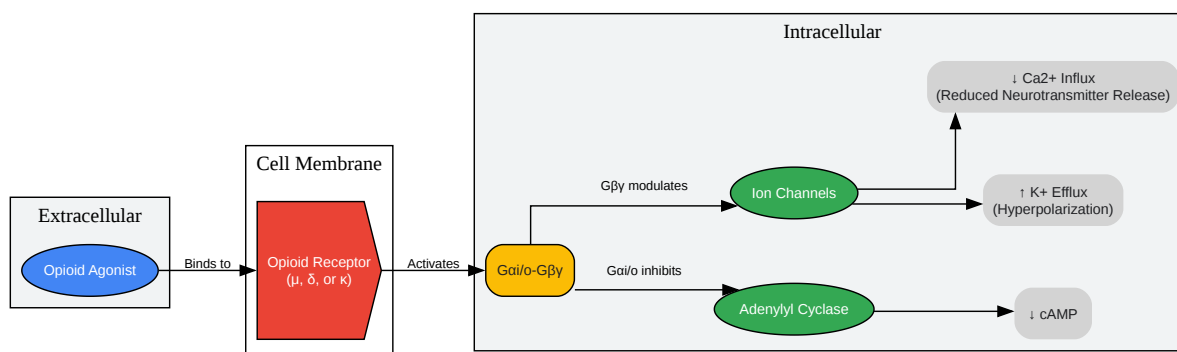 Extracellular
Opioid Agonist
Binds to
Cell Membrane
Opioid Receptor
(μ, δ, or κ)
Activates
Intracellular
Gαi/o-Gβγ
Gβγ modulates
Ion Channels
↓ Ca2+ Influx
(Reduced Neurotransmitter Release)
↑ K+ Efflux
(Hyperpolarization)
Gαi/o inhibits
Adenylyl Cyclase
↓ cAMP